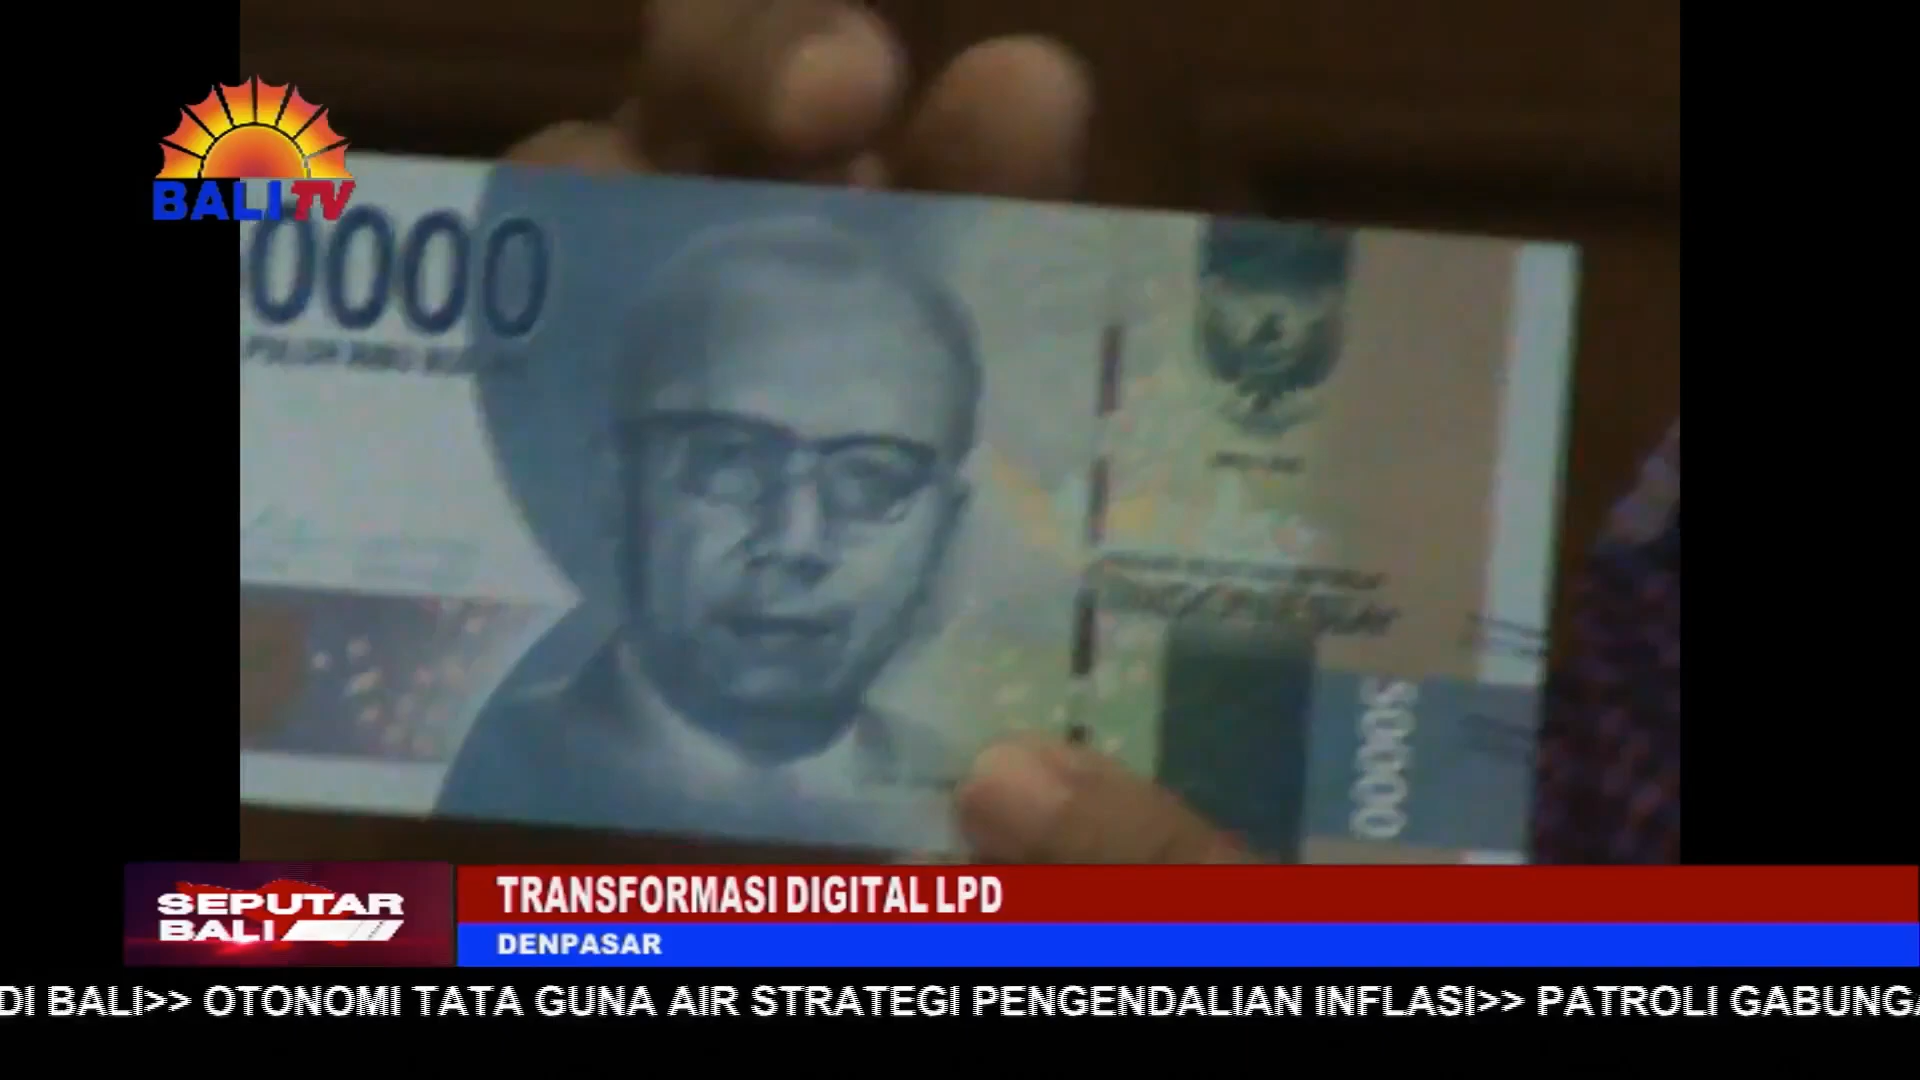 BALI TV
0000
50000
SEPUTAR
BALI
TRANSFORMASI DIGITAL LPD
DENPASAR
DI BALI>> OTONOMI TATA GUNA AIR STRATEGI PENGENDALIAN INFLASI>> PATROLI GABUNGA